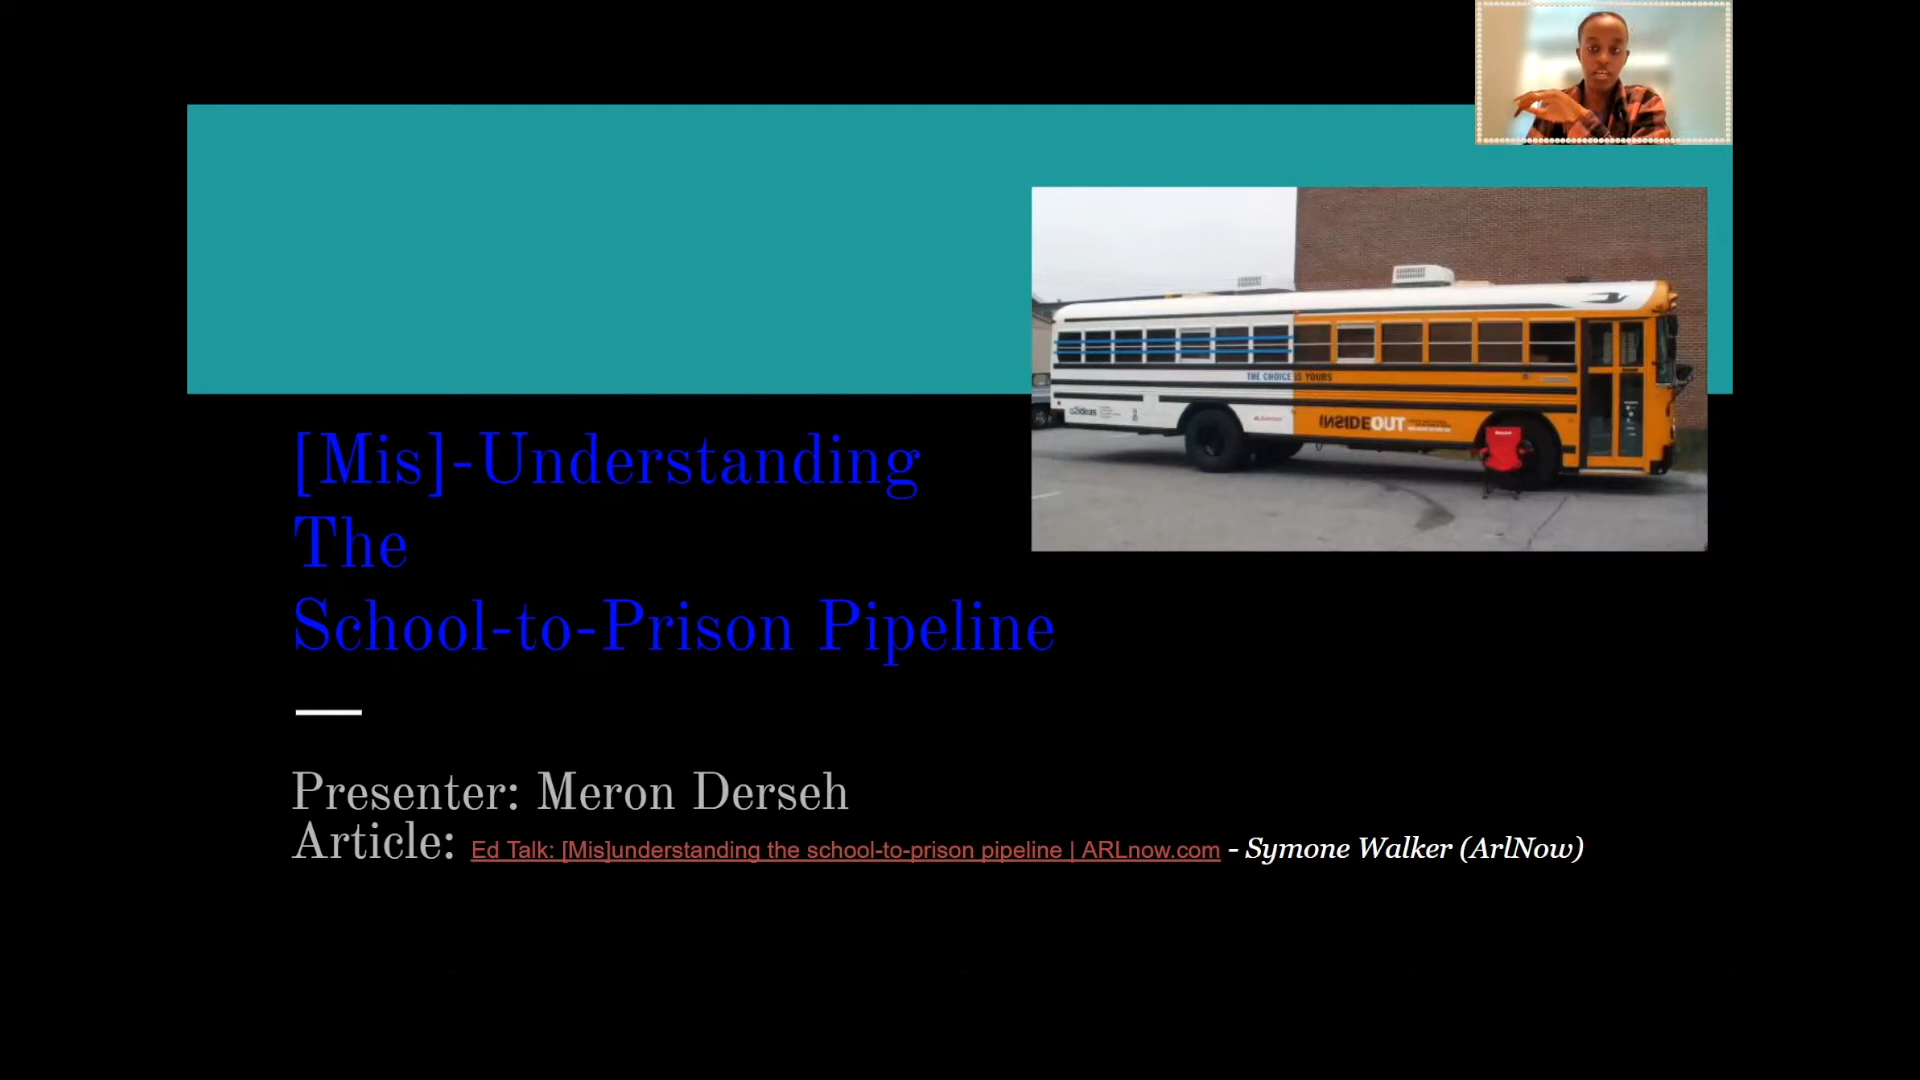 THE CHOICE IS YOURS
INSIDEOUT
[Mis]-Understanding
The
School-to-Prison Pipeline
Presenter: Meron Derseh
Article: Ed Talk: [Mis]understanding the school-to-prison pipeline | ARLnow.com - Symone Walker (ArlNow)